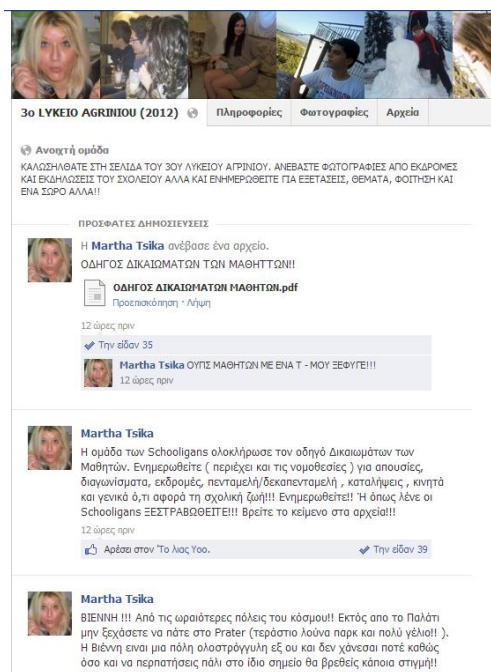 3ο ΛΥΚΕΙΟ AGRINIOU (2012)
Πληροφορίες
Φωτογραφίες
Αρχεία
Ανοιχτή ομάδα
ΚΑΛΩΣΗΛΘΑΤΕ ΣΤΗ ΣΕΛΙΔΑ ΤΟΥ 3ΟΥ ΛΥΚΕΙΟΥ ΑΓΡΙΝΙΟΥ. ΑΝΕΒΑΣΤΕ ΦΩΤΟΓΡΑΦΙΕΣ ΑΠΟ ΕΚΔΡΟΜΕΣ
ΚΑΙ ΕΚΔΗΛΩΣΕΙΣ ΤΟΥ ΣΧΟΛΕΙΟΥ ΑΛΛΑ ΚΑΙ ΕΝΗΜΕΡΩΘΕΙΤΕ ΓΙΑ ΕΞΕΤΑΣΕΙΣ, ΘΕΜΑΤΑ, ΦΟΙΤΗΣΗ ΚΑΙ
ΕΝΑ ΣΩΡΟ ΑΛΛΑ!!
ΠΡΟΣΦΑΤΕΣ ΔΗΜΟΣΙΕΥΣΕΙΣ
Η Martha Tsika ανέβασε ένα αρχείο.
ΟΔΗΓΟΣ ΔΙΚΑΙΩΜΑΤΩΝ ΤΩΝ ΜΑΘΗΤΤΩΝ!!
ΟΔΗΓΟΣ ΔΙΚΑΙΩΜΑΤΩΝ ΜΑΘΗΤΩΝ.pdf
Προεπισκόπηση · Λήψη
12 ώρες πριν
Την είδαν 35
Martha Tsika ΟΥΠΣ ΜΑΘΗΤΩΝ ΜΕ ΕΝΑ Τ - ΜΟΥ ΞΕΦΥΓΕ!!!
12 ώρες πριν
Martha Tsika
Η ομάδα των Schooligans ολοκλήρωσε τον οδηγό Δικαιωμάτων των
Μαθητών. Ενημερωθείτε ( περιέχει και τις νομοθεσίες ) για απουσίες,
διαγωνίσματα, εκδρομές, πενταμελή/δεκαπενταμελή , καταλήψεις , κινητά
και γενικά ό,τι αφορά τη σχολική ζωή!!! Ενημερωθείτε!! Ή όπως λένε οι
Schooligans ΞΕΣΤΡΑΒΩΘΕΙΤΕ!!! Βρείτε το κείμενο στα αρχεία!!!
12 ώρες πριν
Αρέσει στον Το λιας Yoo.
Την είδαν 39
Martha Tsika
ΒΙΕΝΝΗ !!! Από τις ωραιότερες πόλεις του κόσμου!! Εκτός απο το Παλάτι
μην ξεχάσετε να πάτε στο Prater (τεράστιο λούνα παρκ και πολύ γέλιο!! ).
Η Βιέννη ειναι μια πόλη ολοστρόγγυλη εξ ου και δεν χάνεσαι ποτέ καθώς
όσο και να περπατήσεις πάλι στο ίδιο σημείο θα βρεθείς κάποια στιγμή!!